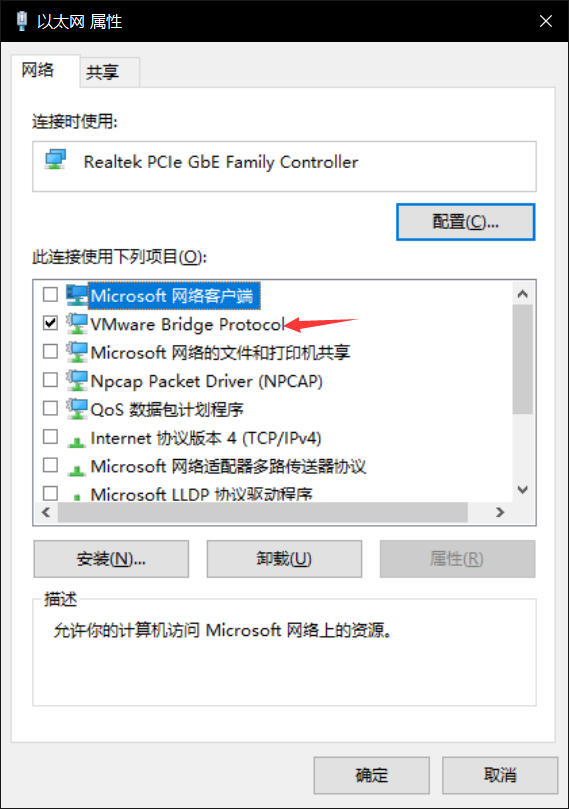 以太网 属性
网络
共享
连接时使用:
Realtek PCIe GbE Family Controller
配置(C)...
此连接使用下列项目(O):
Microsoft 网络客户端
VMware Bridge Protocol
Microsoft 网络的文件和打印机共享
Npcap Packet Driver (NPCAP)
QoS 数据包计划程序
Internet 协议版本 4 (TCP/IPv4)
Microsoft 网络适配器多路传送器协议
Microsoft LLDP 协议驱动程序
安装(N)...
卸载(U)
属性(R)
描述
允许你的计算机访问 Microsoft 网络上的资源。
确定
取消